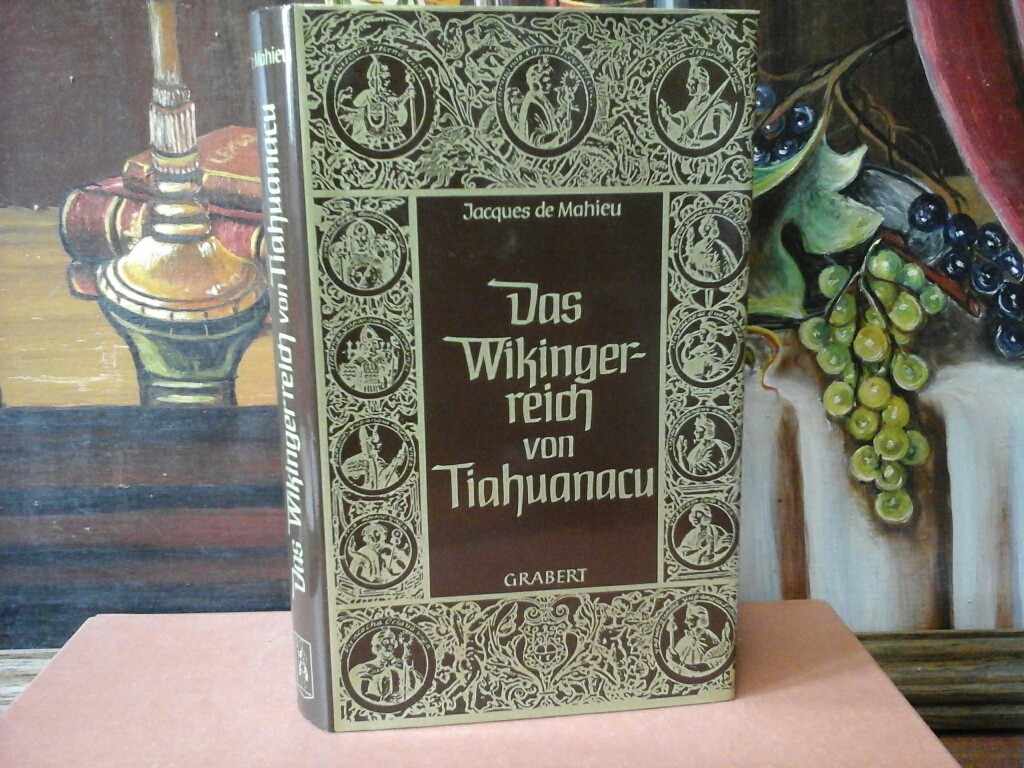 Jacques de Mahieu
Das
Wikinger-
reich
von
Tiahuanacu
GRABERT
Mahieu
Das Wikingerreich von Tiahuanacu